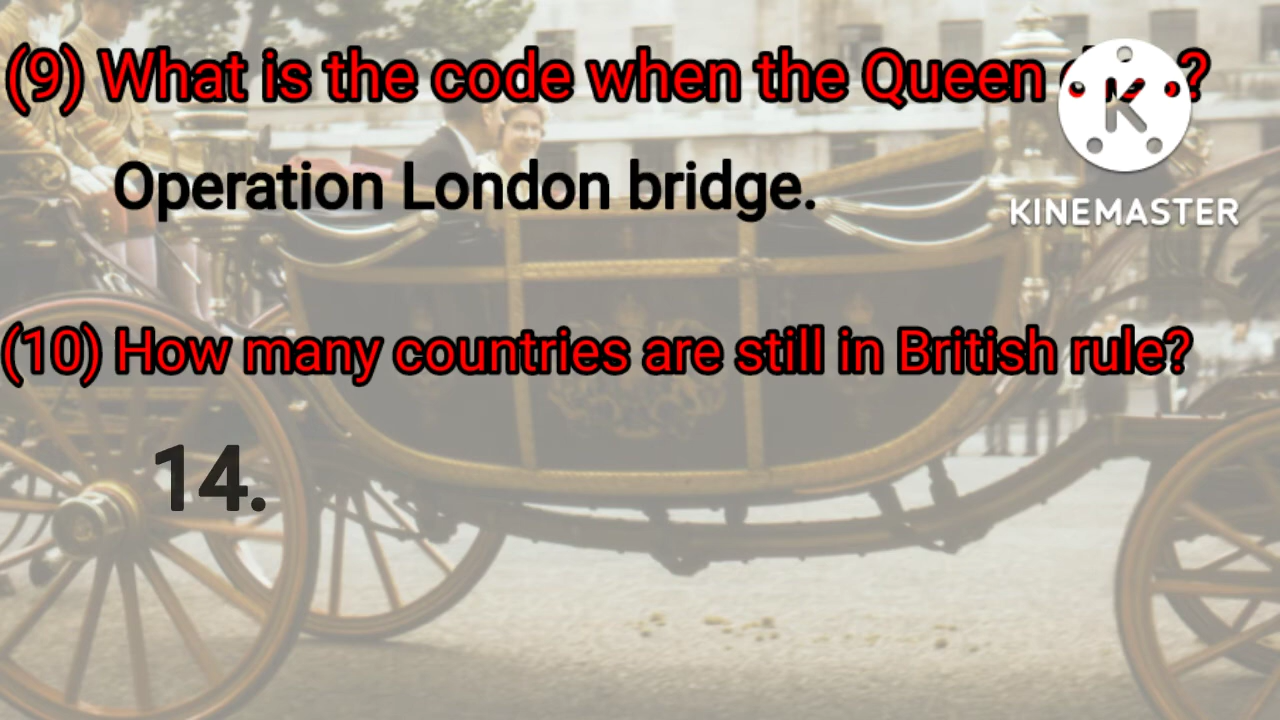 (9) What is the code when the Queen ?
Operation London bridge.
KINEMASTER
(10) How many countries are still in British rule?
14.